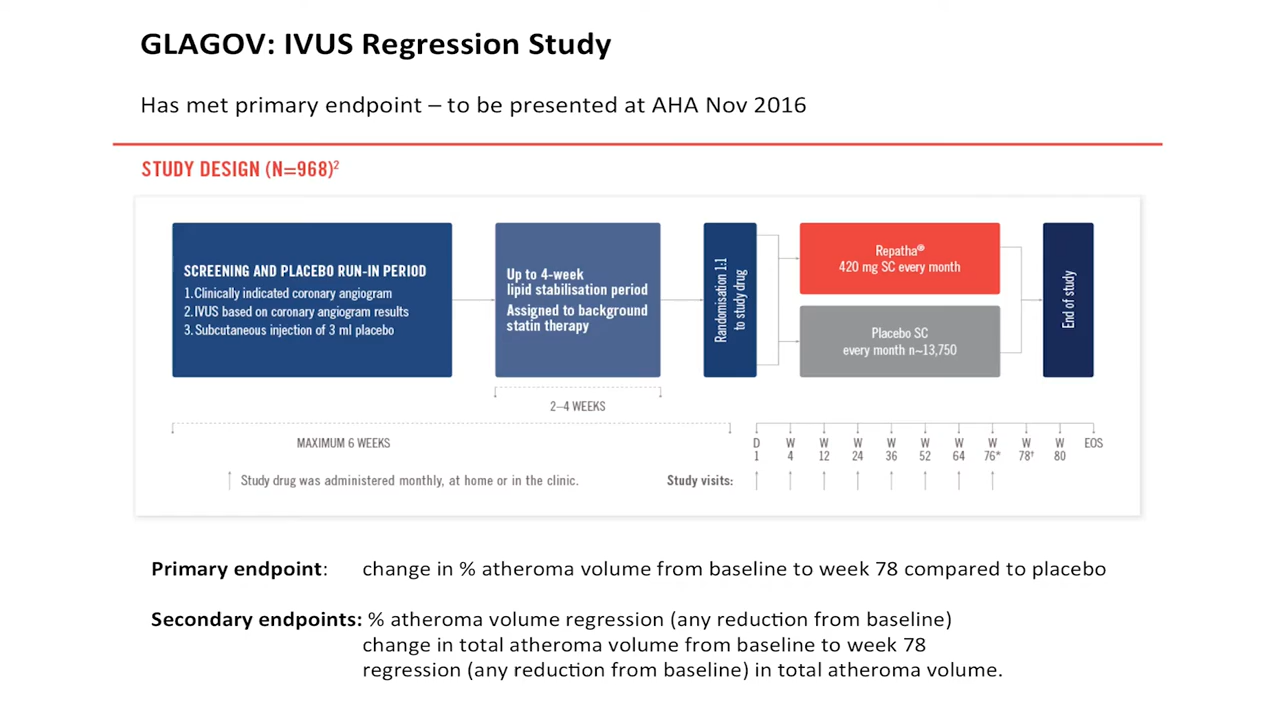 GLAGOV: IVUS Regression Study
Has met primary endpoint – to be presented at AHA Nov 2016
STUDY DESIGN (N=968)²
SCREENING AND PLACEBO RUN-IN PERIOD
1.Clinically indicated coronary angiogram
2.IVUS based on coronary angiogram results
3.Subcutaneous injection of 3 ml placebo
Up to 4-week
lipid stabilisation period
Assigned to background
statin therapy
Randomisation 1:1
to study drug
Repatha®
420 mg SC every month
Placebo SC
every month n~13,750
End of study
2–4 WEEKS
MAXIMUM 6 WEEKS
D W W W W W W W W W EOS
1 4 12 24 36 52 64 76* 78† 80
↑ Study drug was administered monthly, at home or in the clinic.
Study visits:
Primary endpoint: change in % atheroma volume from baseline to week 78 compared to placebo
Secondary endpoints: % atheroma volume regression (any reduction from baseline)
change in total atheroma volume from baseline to week 78
regression (any reduction from baseline) in total atheroma volume.